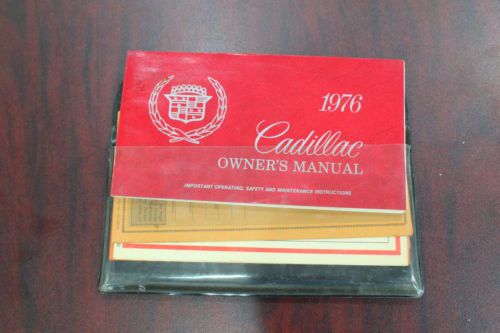 1976
Cadillac
OWNER'S MANUAL
IMPORTANT OPERATING, SAFETY AND MAINTENANCE INSTRUCTIONS